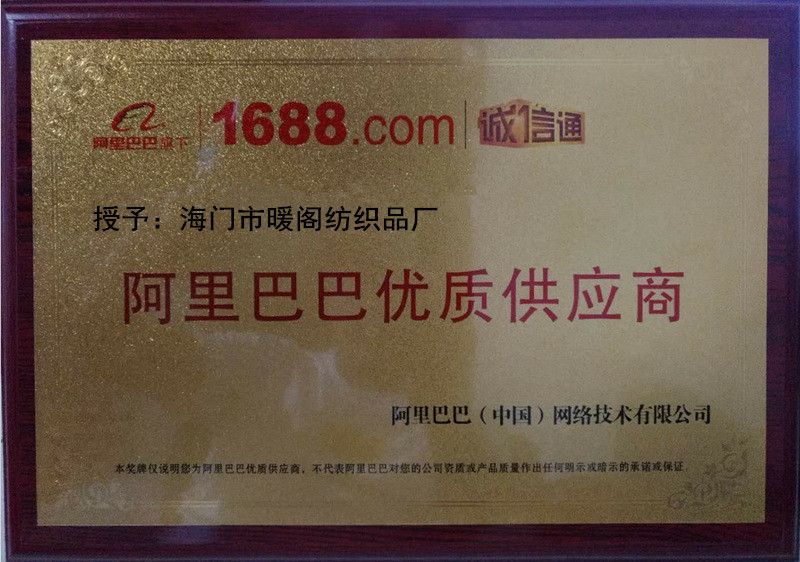 阿里巴巴旗下 1688.com 诚信通
授予：海门市暖阁纺织品厂
阿里巴巴优质供应商
阿里巴巴（中国）网络技术有限公司
本奖牌仅说明您为阿里巴巴优质供应商，不代表阿里巴巴对您的公司资质或产品质量作出任何明示或暗示的承诺或保证.